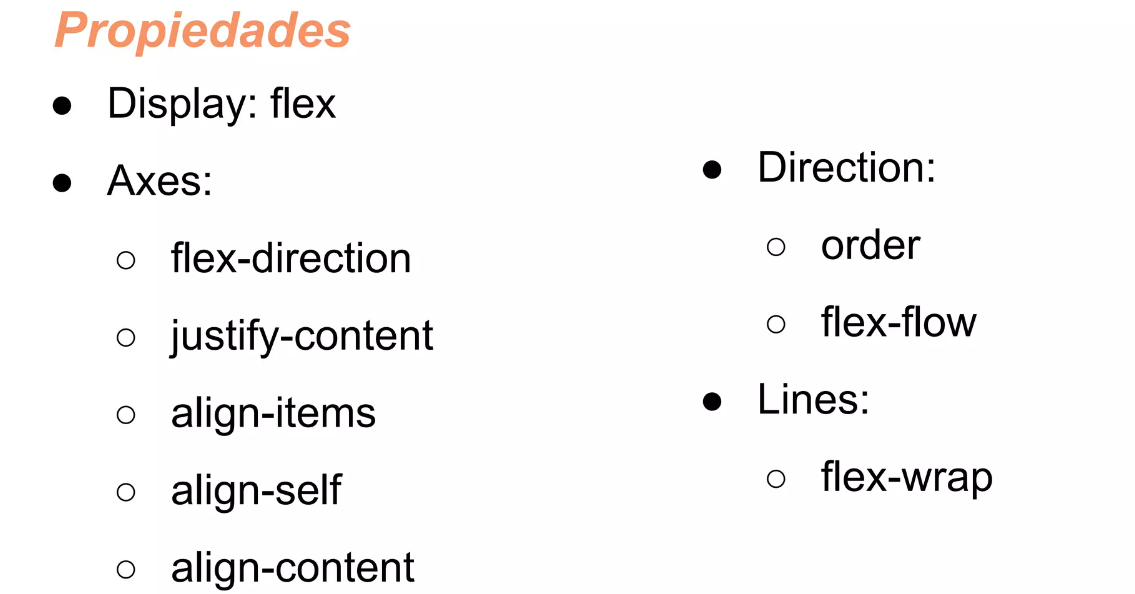 Propiedades
● Display: flex
● Axes:
○ flex-direction
○ justify-content
○ align-items
○ align-self
○ align-content
● Direction:
○ order
○ flex-flow
● Lines:
○ flex-wrap